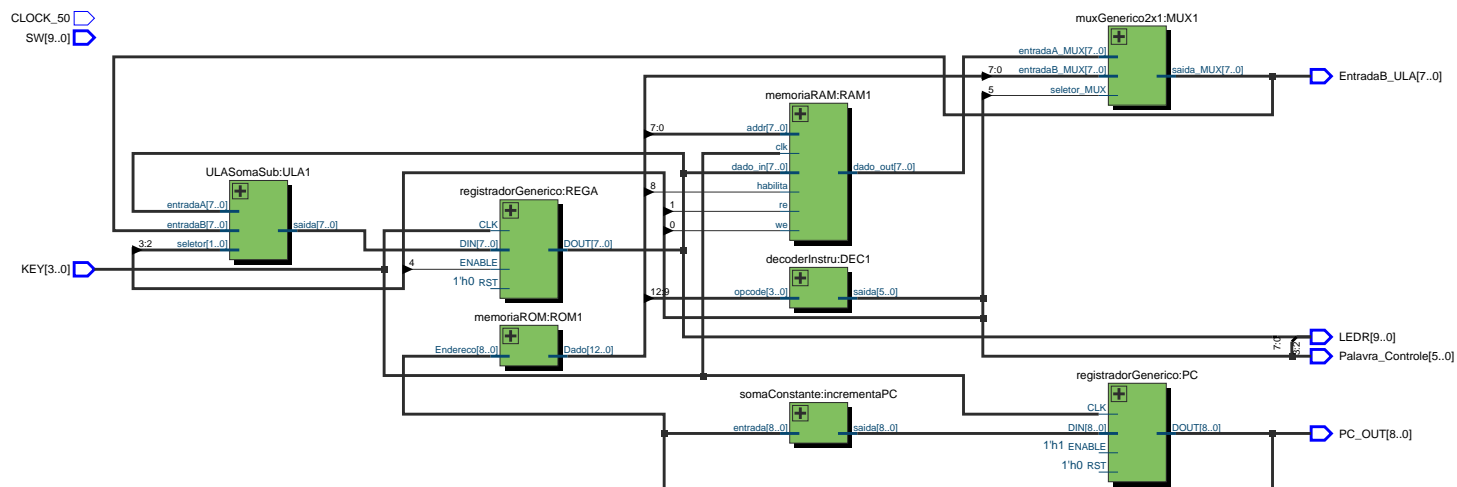 CLOCK_50
SW[9..0]
KEY[3..0]
ULASomaSub:ULA1
entradaA[7..0]
entradaB[7..0]
seletor[1..0]
saida[7..0]
3:2
registradorGenerico:REGA
CLK
DIN[7..0]
ENABLE
1'h0 RST
DOUT[7..0]
4
memoriaROM:ROM1
Endereco[8..0]
Dado[12..0]
memoriaRAM:RAM1
7:0
addr[7..0]
clk
dado_in[7..0]
8
habilita
1
re
0
we
dado_out[7..0]
decoderInstru:DEC1
12:9
opcode[3..0]
saida[5..0]
somaConstante:incrementaPC
entrada[8..0]
saida[8..0]
muxGenerico2x1:MUX1
entradaA_MUX[7..0]
7:0
entradaB_MUX[7..0]
5
seletor_MUX
saida_MUX[7..0]
registradorGenerico:PC
CLK
DIN[8..0]
1'h1 ENABLE
1'h0 RST
DOUT[8..0]
EntradaB_ULA[7..0]
7:0
3:2
LEDR[9..0]
Palavra_Controle[5..0]
PC_OUT[8..0]